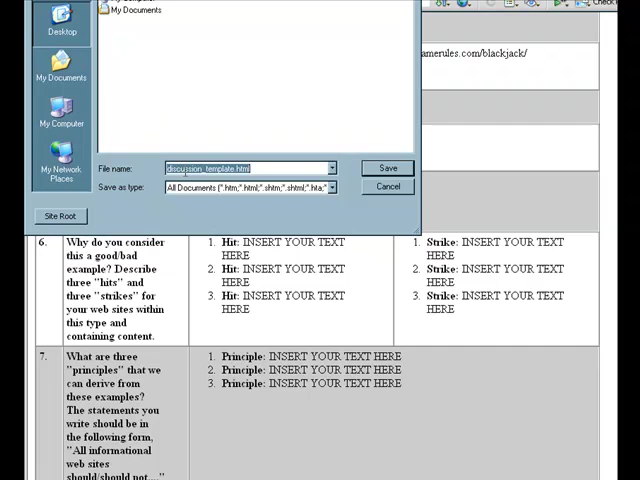 Check
My Documents
Desktop
amerules.com/blackjack/
My Documents
My Computer
My Network
Places
File name:
discussion_template.html
Save
Save as type:
All Documents (*.htm;*.html;*.shtm;*.shtml;*.hta;*
Cancel
Site Root
6.
Why do you consider
this a good/bad
example? Describe
three "hits" and
three "strikes" for
your web sites within
this type and
containing content.
1. Hit: INSERT YOUR TEXT
HERE
2. Hit: INSERT YOUR TEXT
HERE
3. Hit: INSERT YOUR TEXT
HERE
1. Strike: INSERT YOUR TEXT
HERE
2. Strike: INSERT YOUR TEXT
HERE
3. Strike: INSERT YOUR TEXT
HERE
7.
What are three
"principles" that we
can derive from
these examples?
The statements you
write should be in
the following form,
"All informational
web sites
should/should not...."
1. Principle: INSERT YOUR TEXT HERE
2. Principle: INSERT YOUR TEXT HERE
3. Principle: INSERT YOUR TEXT HERE